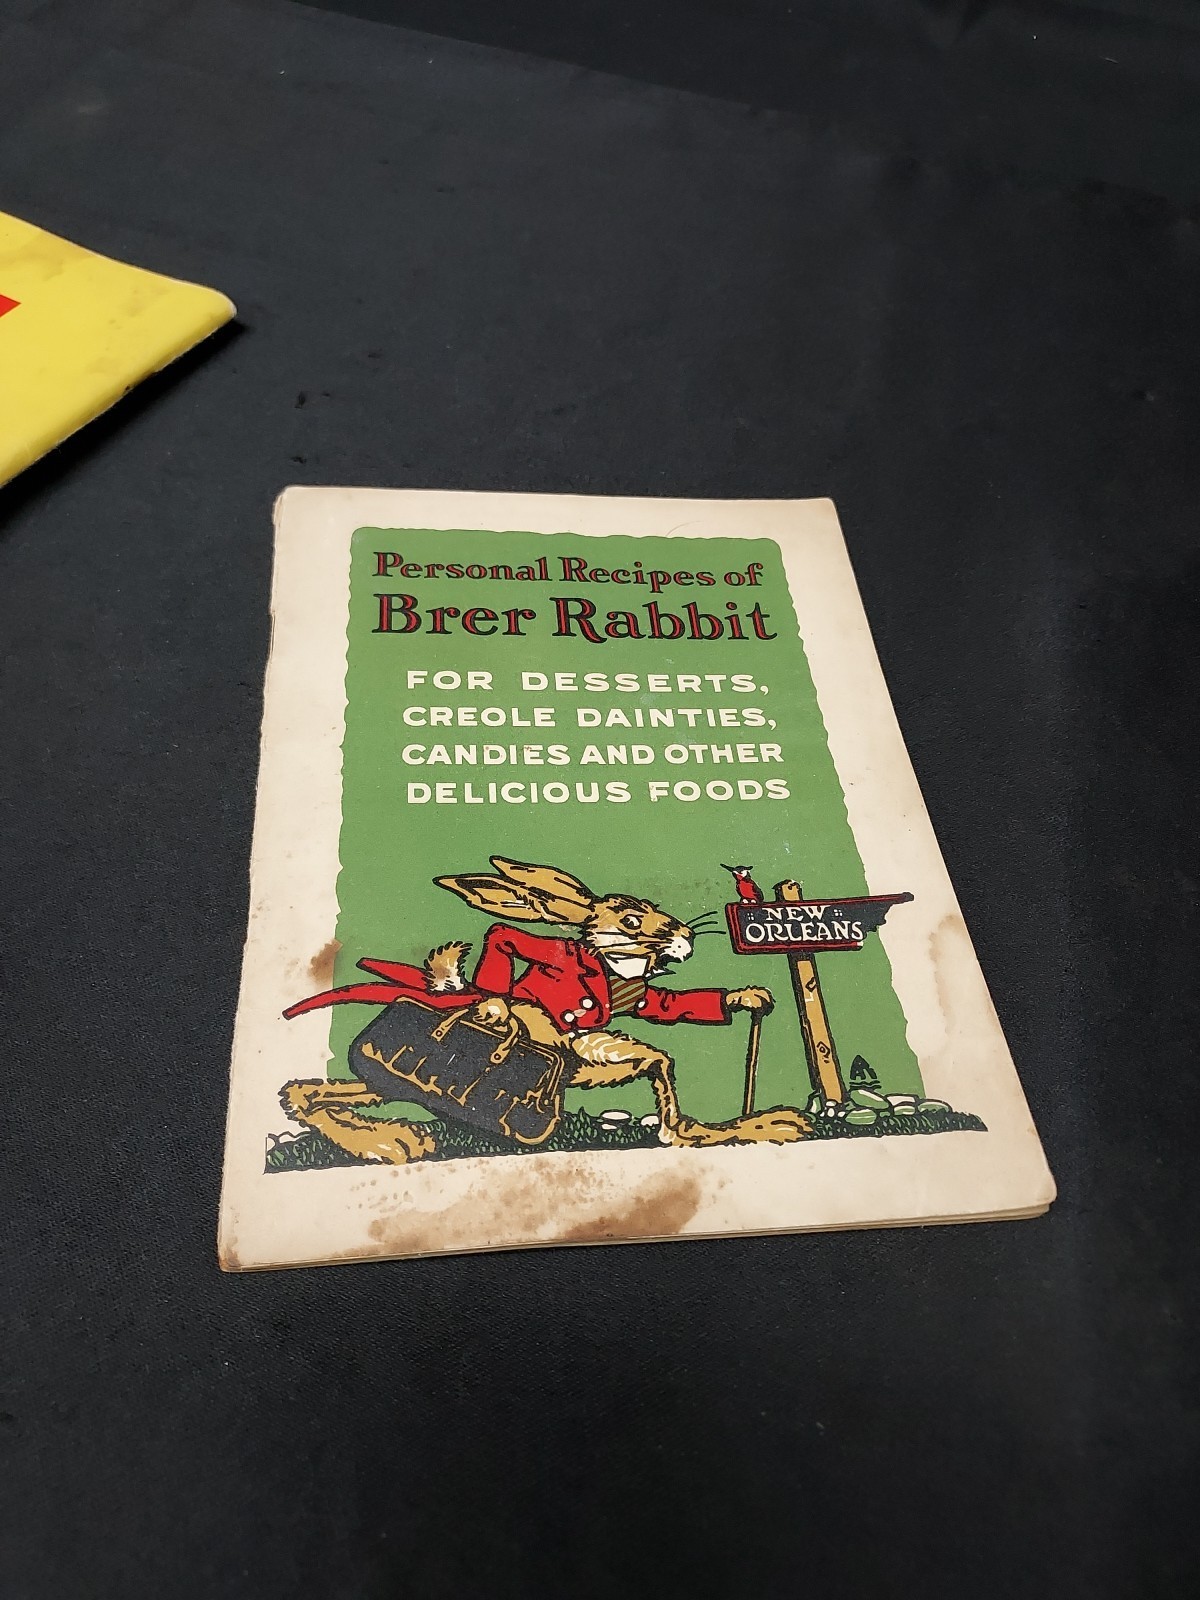 Personal Recipes of
Brer Rabbit
FOR DESSERTS,
CREOLE DAINTIES,
CANDIES AND OTHER
DELICIOUS FOODS
NEW
ORLEANS